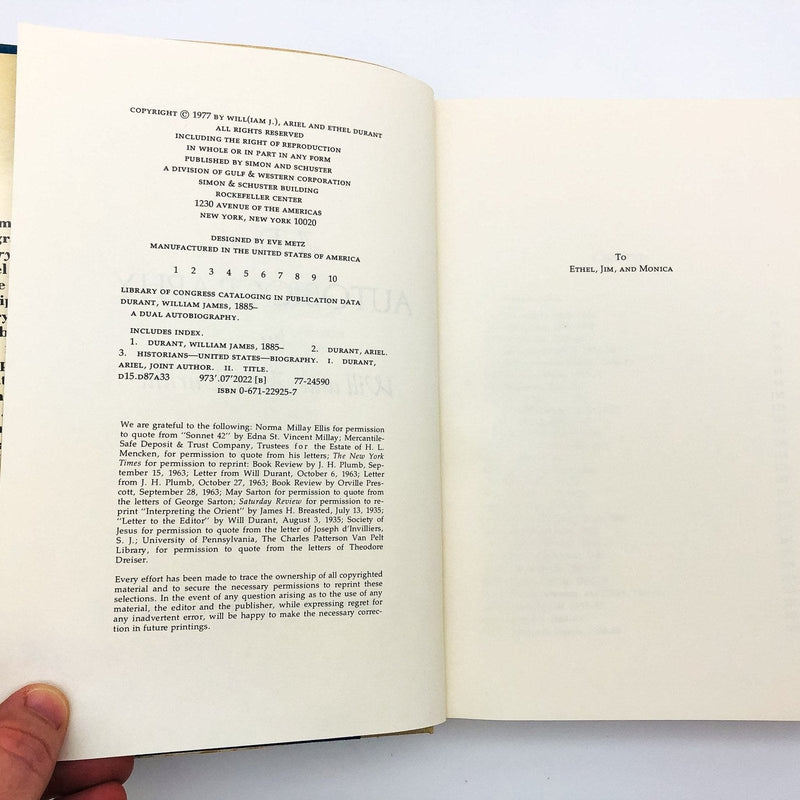 COPYRIGHT © 1977 BY WILL(IAM J.), ARIEL AND ETHEL DURANT
ALL RIGHTS RESERVED
INCLUDING THE RIGHT OF REPRODUCTION
IN WHOLE OR IN PART IN ANY FORM
PUBLISHED BY SIMON AND SCHUSTER
A DIVISION OF GULF & WESTERN CORPORATION
SIMON & SCHUSTER BUILDING
ROCKEFELLER CENTER
1230 AVENUE OF THE AMERICAS
NEW YORK, NEW YORK 10020
DESIGNED BY EVE METZ
MANUFACTURED IN THE UNITED STATES OF AMERICA
1 2 3 4 5 6 7 8 9 10
LIBRARY OF CONGRESS CATALOGING IN PUBLICATION DATA
DURANT, WILLIAM JAMES, 1885–
A DUAL AUTOBIOGRAPHY.
INCLUDES INDEX.
1. DURANT, WILLIAM JAMES, 1885– 2. DURANT, ARIEL.
3. HISTORIANS—UNITED STATES—BIOGRAPHY. I. DURANT,
ARIEL, JOINT AUTHOR. II. TITLE.
D15.D87A33 973'.07'2022 [B] 77-24590
ISBN 0-671-22925-7
We are grateful to the following: Norma Millay Ellis for permission
to quote from "Sonnet 42" by Edna St. Vincent Millay; Mercantile-
Safe Deposit & Trust Company, Trustees for the Estate of H. L.
Mencken, for permission to quote from his letters; The New York
Times for permission to reprint: Book Review by J. H. Plumb, Sep-
tember 15, 1963; Letter from Will Durant, October 6, 1963; Letter
from J. H. Plumb, October 27, 1963; Book Review by Orville Pres-
cott, September 28, 1963; May Sarton for permission to quote from
the letters of George Sarton; Saturday Review for permission to re-
print "Interpreting the Orient" by James H. Breasted, July 13, 1935;
"Letter to the Editor" by Will Durant, August 3, 1935; Society of
Jesus for permission to quote from the letter of Joseph d'Invilliers,
S. J.; University of Pennsylvania, The Charles Patterson Van Pelt
Library, for permission to quote from the letters of Theodore
Dreiser.
Every effort has been made to trace the ownership of all copyrighted
material and to secure the necessary permissions to reprint these
selections. In the event of any question arising as to the use of any
material, the editor and the publisher, while expressing regret for
any inadvertent error, will be happy to make the necessary correc-
tion in future printings.
To
ETHEL, JIM, AND MONICA